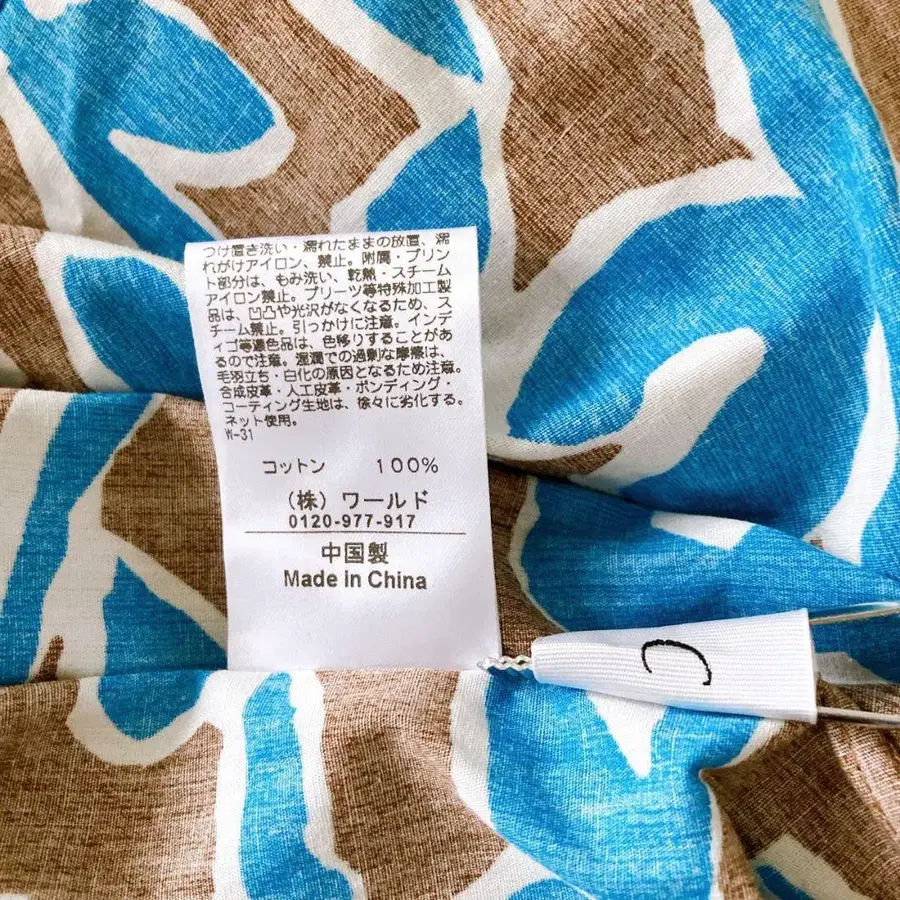 つけ置き洗い・濡れたままの放置、濡
れがけアイロン、禁止。附属・プリン
ト部分は、もみ洗い、乾熱・スチーム
アイロン禁止。プリーツ等特殊加工製
品は、凹凸や光沢がなくなるため、ス
チーム禁止。引っかけに注意。インデ
ィゴ等濃色品は、色移りすることがあ
るので注意。湿潤での過剰な摩擦は、
毛羽立ち・白化の原因となるため注意。
合成皮革・人工皮革・ボンディング・
コーティング生地は、徐々に劣化する。
ネット使用。
W-31
コットン 100%
(株) ワールド
0120-977-917
中国製
Made in China
C